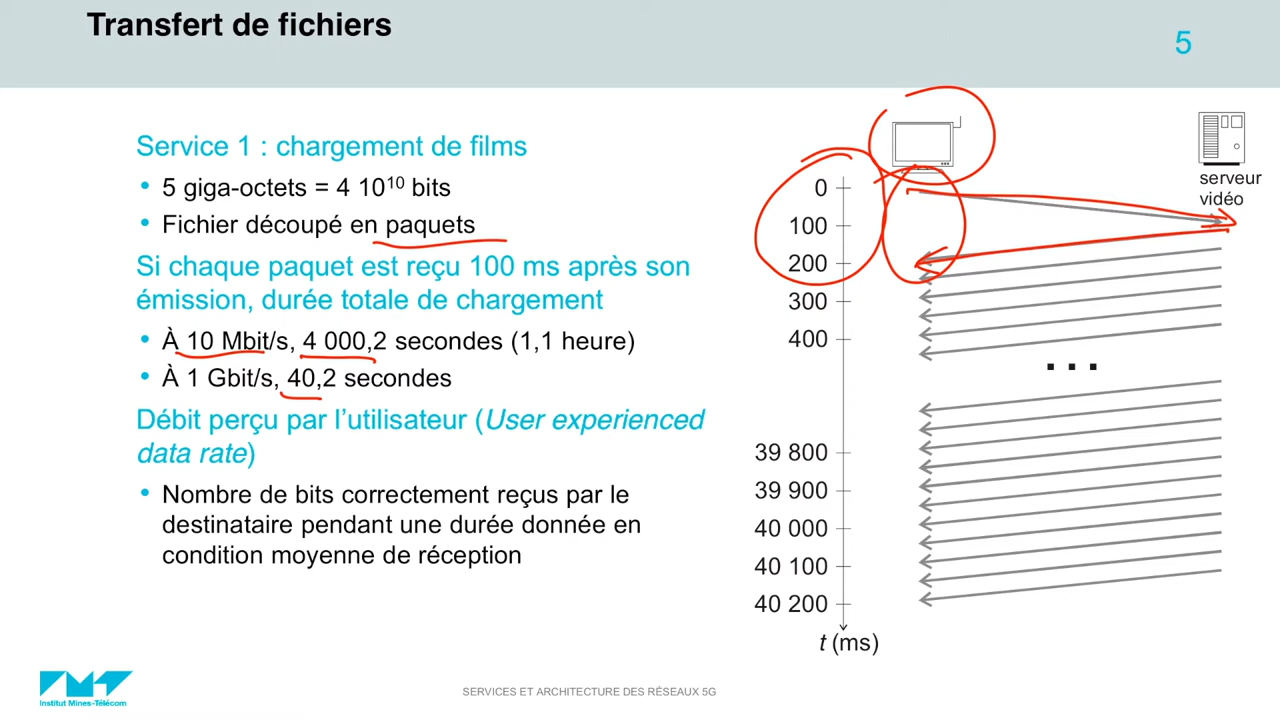 Transfert de fichiers
5
Service 1 : chargement de films
• 5 giga-octets = 4 10¹⁰ bits
• Fichier découpé en paquets
Si chaque paquet est reçu 100 ms après son
émission, durée totale de chargement
• À 10 Mbit/s, 4 000,2 secondes (1,1 heure)
• À 1 Gbit/s, 40,2 secondes
Débit perçu par l’utilisateur (User experienced
data rate)
• Nombre de bits correctement reçus par le
destinataire pendant une durée donnée en
condition moyenne de réception
serveur
vidéo
0
100
200
300
400
...
39 800
39 900
40 000
40 100
40 200
t (ms)
Institut Mines-Télécom
SERVICES ET ARCHITECTURE DES RÉSEAUX 5G